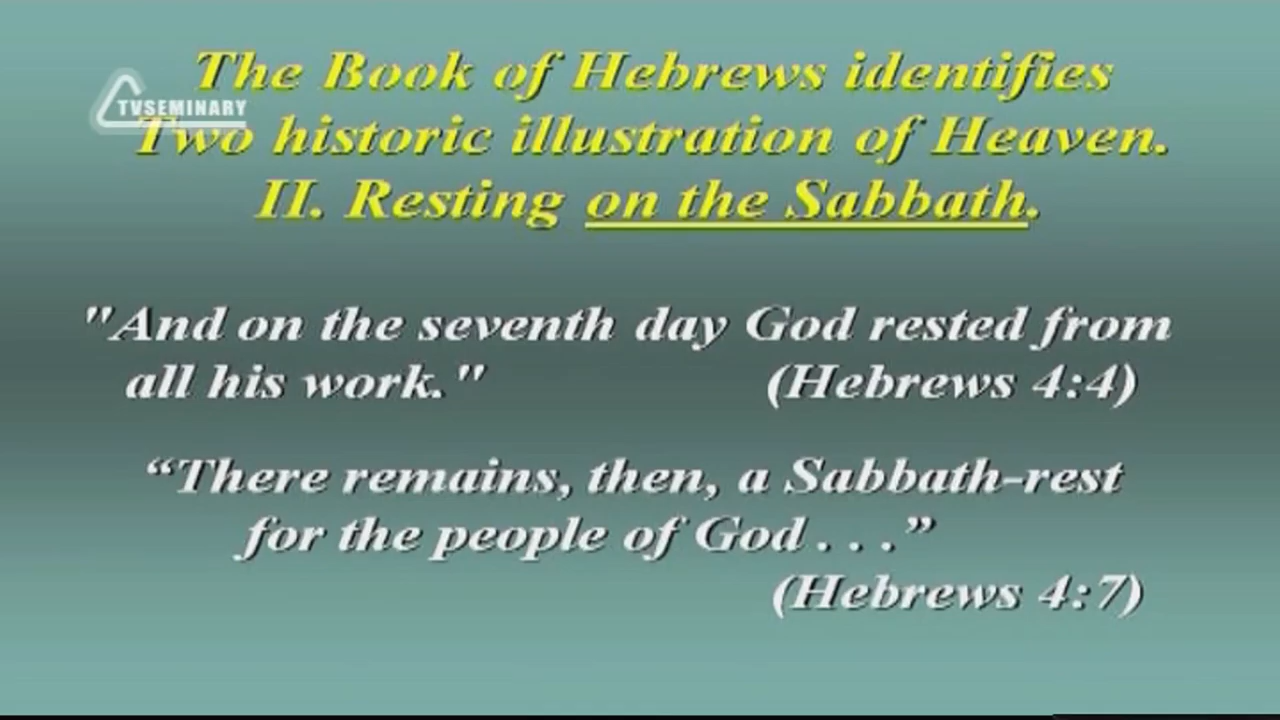 The Book of Hebrews identifies
TVSEMINARY
Two historic illustration of Heaven.
II. Resting on the Sabbath.
"And on the seventh day God rested from
all his work." (Hebrews 4:4)
“There remains, then, a Sabbath-rest
for the people of God . . .”
(Hebrews 4:7)